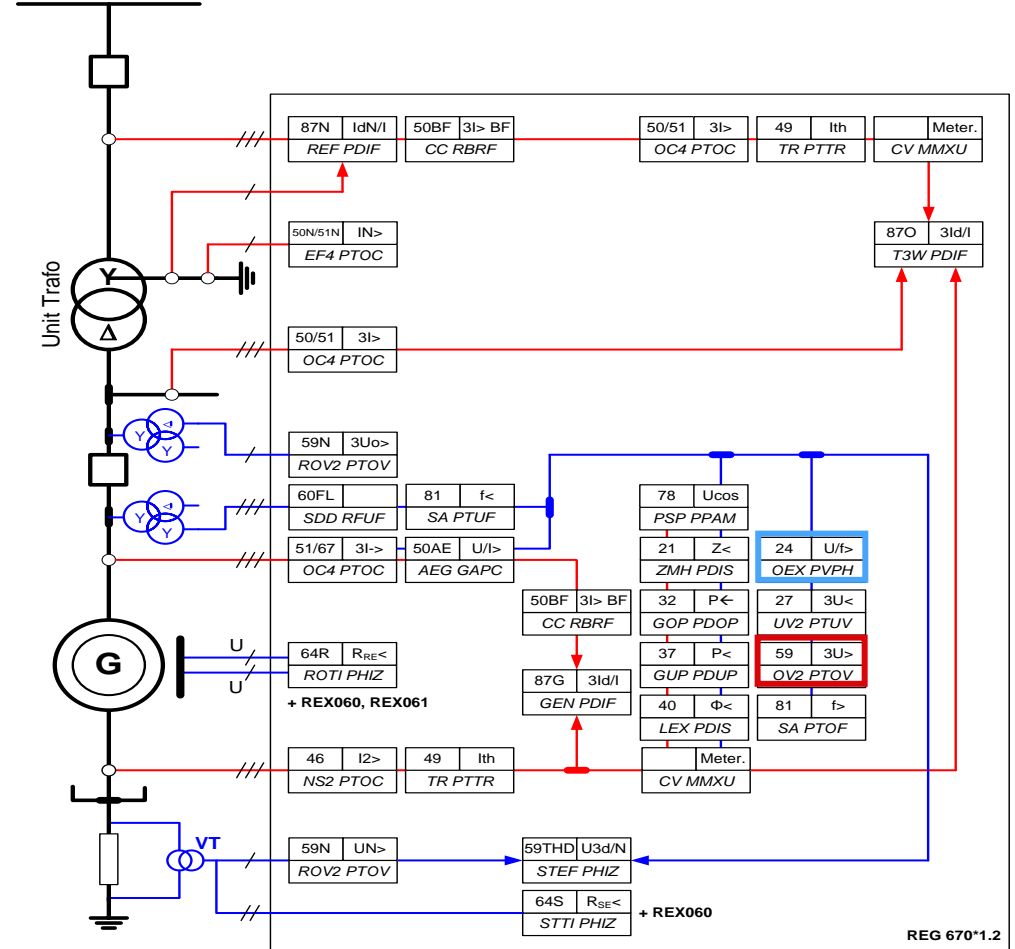 87N IdN/I 50BF 3I> BF 50/51 3I> 49 Ith Meter.
REF PDIF CC RBRF OC4 PTOC TR PTTR CV MMXU
50N/51N IN> 87O 3Id/I
EF4 PTOC T3W PDIF
Y
Δ
Unit Trafo
50/51 3I>
OC4 PTOC
Y Δ Y
59N 3Uo>
ROV2 PTOV
60FL 81 f< 78 Ucos
SDD RFUF SA PTUF PSP PPAM
Y Δ Y
51/67 3I-> 50AE U/I> 21 Z< 24 U/f>
OC4 PTOC AEG GAPC ZMH PDIS OEX PVPH
50BF 3I> BF 32 P← 27 3U<
CC RBRF GOP PDOP UV2 PTUV
G
U
U
64R RRE< 37 P< 59 3U>
ROTI PHIZ GUP PDUP OV2 PTOV
+ REX060, REX061
87G 3Id/I 40 Φ< 81 f>
GEN PDIF LEX PDIS SA PTOF
46 I2> 49 Ith Meter.
NS2 PTOC TR PTTR CV MMXU
VT
59N UN> 59THD U3d/N
ROV2 PTOV STEF PHIZ
64S RSE<
STTI PHIZ
+ REX060
REG 670*1.2